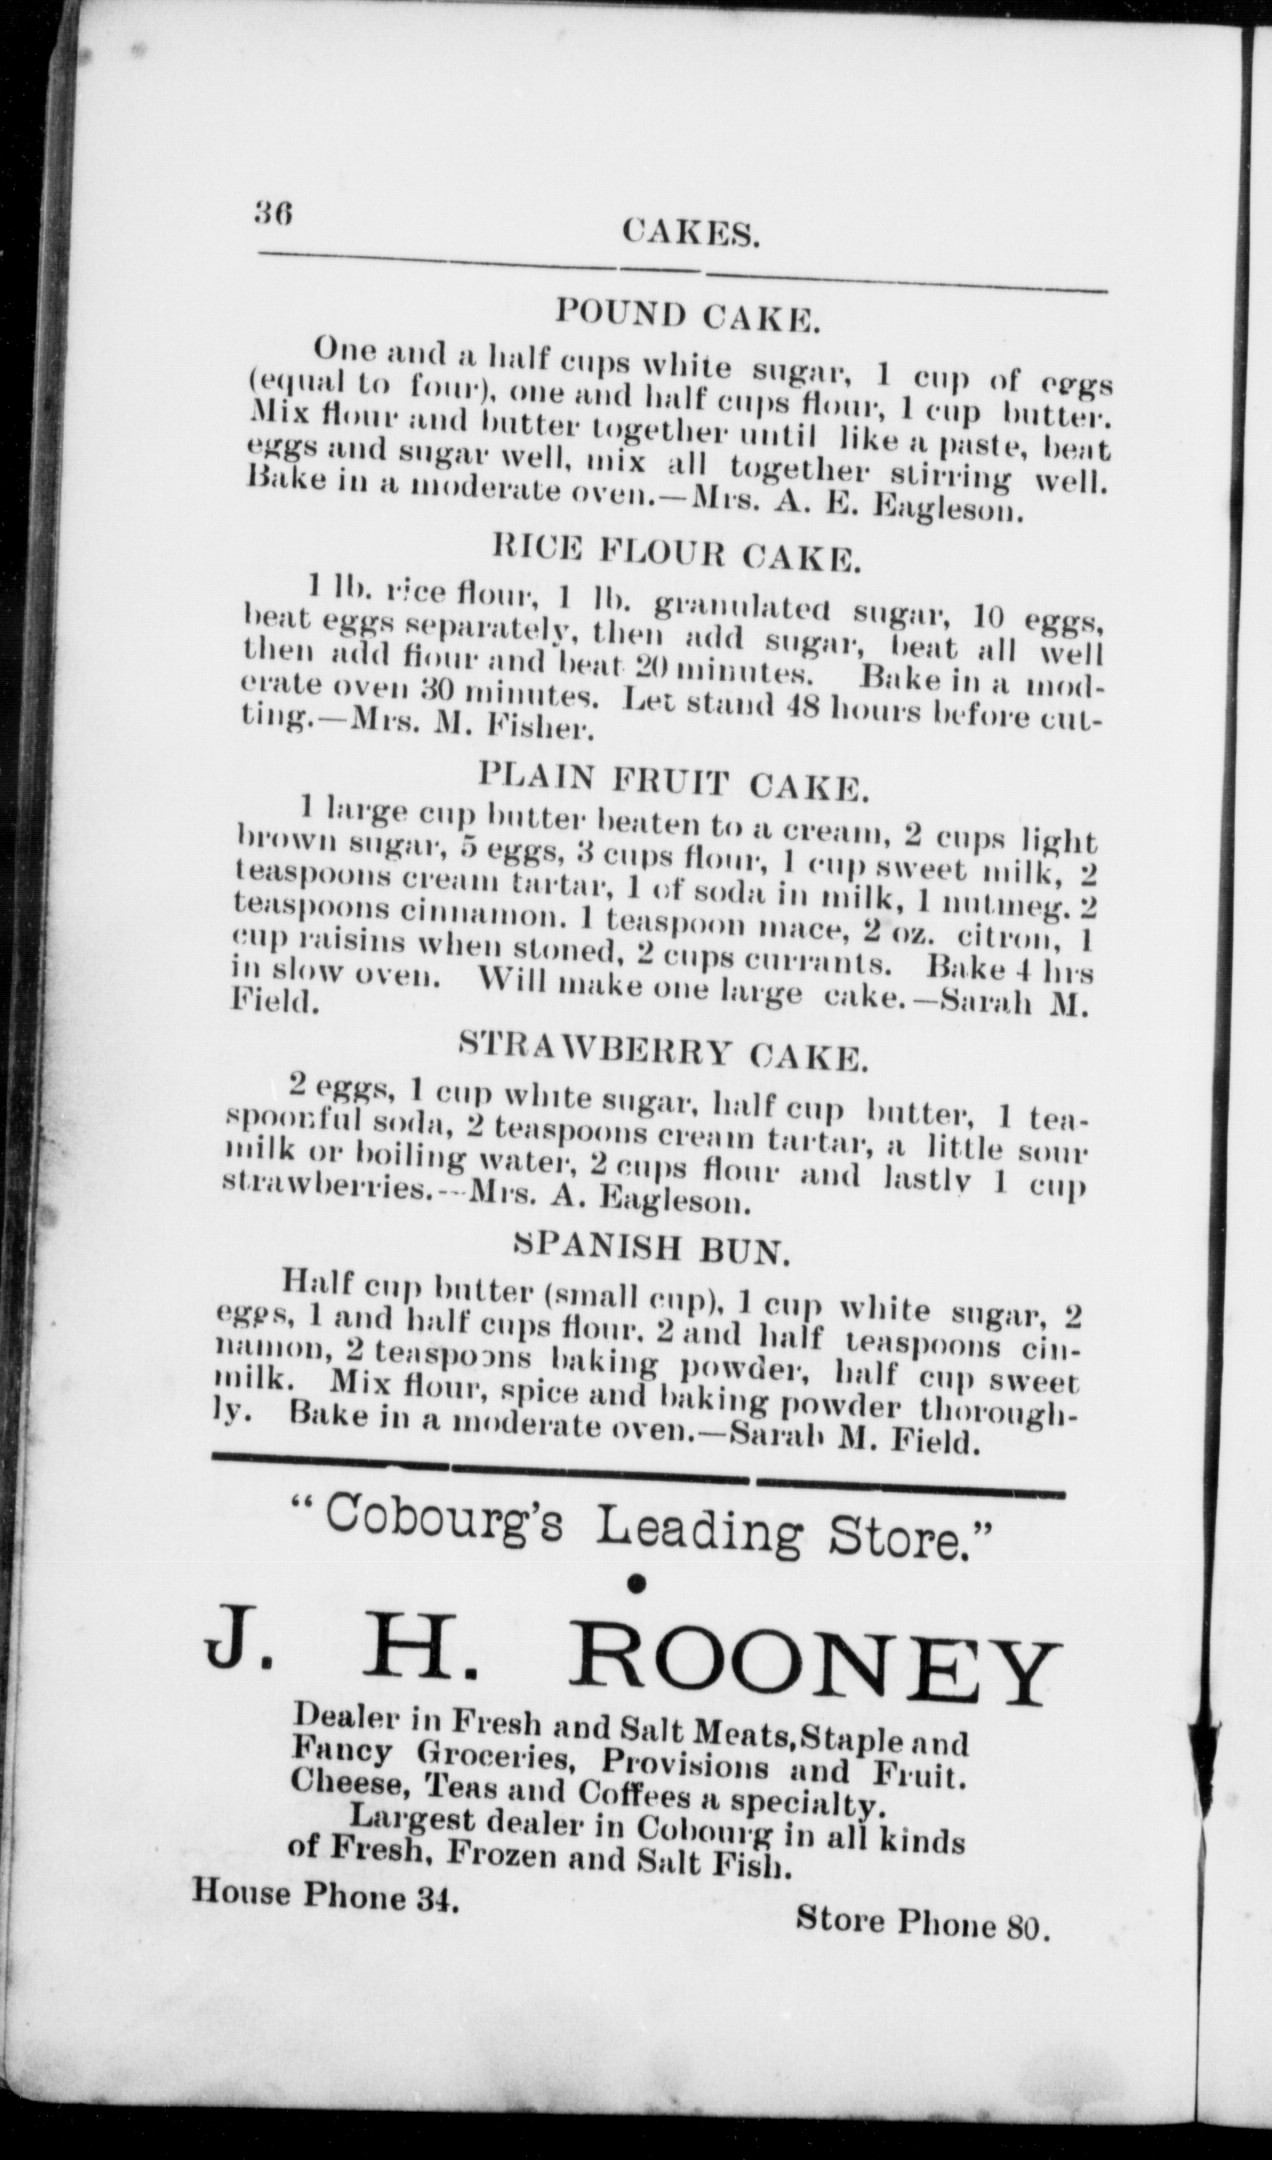 36
CAKES.
POUND CAKE.
One and a half cups white sugar, 1 cup of eggs
(equal to four), one and half cups flour, 1 cup butter.
Mix flour and butter together until like a paste, beat
eggs and sugar well, mix all together stirring well.
Bake in a moderate oven.—Mrs. A. E. Eagleson.
RICE FLOUR CAKE.
1 lb. rice flour, 1 lb. granulated sugar, 10 eggs,
beat eggs separately, then add sugar, beat all well
then add flour and beat 20 minutes. Bake in a mod-
erate oven 30 minutes. Let stand 48 hours before cut-
ting.—Mrs. M. Fisher.
PLAIN FRUIT CAKE.
1 large cup butter beaten to a cream, 2 cups light
brown sugar, 5 eggs, 3 cups flour, 1 cup sweet milk, 2
teaspoons cream tartar, 1 of soda in milk, 1 nutmeg. 2
teaspoons cinnamon. 1 teaspoon mace, 2 oz. citron, 1
cup raisins when stoned, 2 cups currants. Bake 4 hrs
in slow oven. Will make one large cake.—Sarah M.
Field.
STRAWBERRY CAKE.
2 eggs, 1 cup white sugar, half cup butter, 1 tea-
spoonful soda, 2 teaspoons cream tartar, a little sour
milk or boiling water, 2 cups flour and lastly 1 cup
strawberries.--Mrs. A. Eagleson.
SPANISH BUN.
Half cup butter (small cup), 1 cup white sugar, 2
eggs, 1 and half cups flour. 2 and half teaspoons cin-
namon, 2 teaspoons baking powder, half cup sweet
milk. Mix flour, spice and baking powder thorough-
ly. Bake in a moderate oven.—Sarah M. Field.
"Cobourg's Leading Store."
J. H. ROONEY
Dealer in Fresh and Salt Meats, Staple and
Fancy Groceries, Provisions and Fruit.
Cheese, Teas and Coffees a specialty.
Largest dealer in Cobourg in all kinds
of Fresh, Frozen and Salt Fish.
House Phone 34.
Store Phone 80.